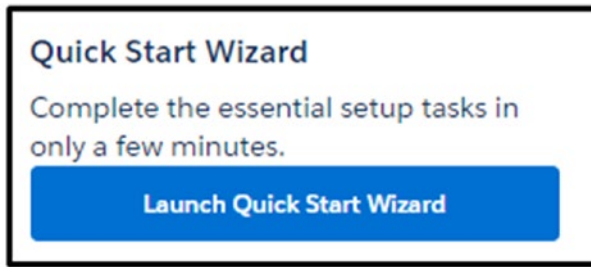 Quick Start Wizard
Complete the essential setup tasks in
only a few minutes.
Launch Quick Start Wizard